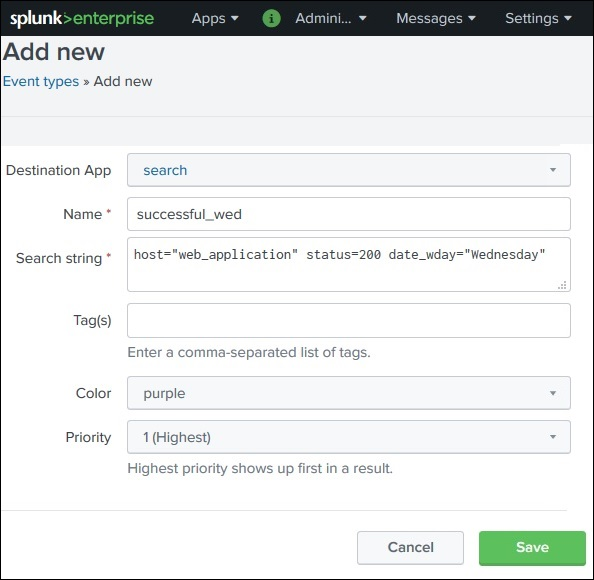 splunk>enterprise Apps i Admini... Messages Settings
Add new
Event types » Add new
Destination App search
Name * successful_wed
Search string * host="web_application" status=200 date_wday="Wednesday"
Tag(s)
Enter a comma-separated list of tags.
Color purple
Priority 1 (Highest)
Highest priority shows up first in a result.
Cancel Save